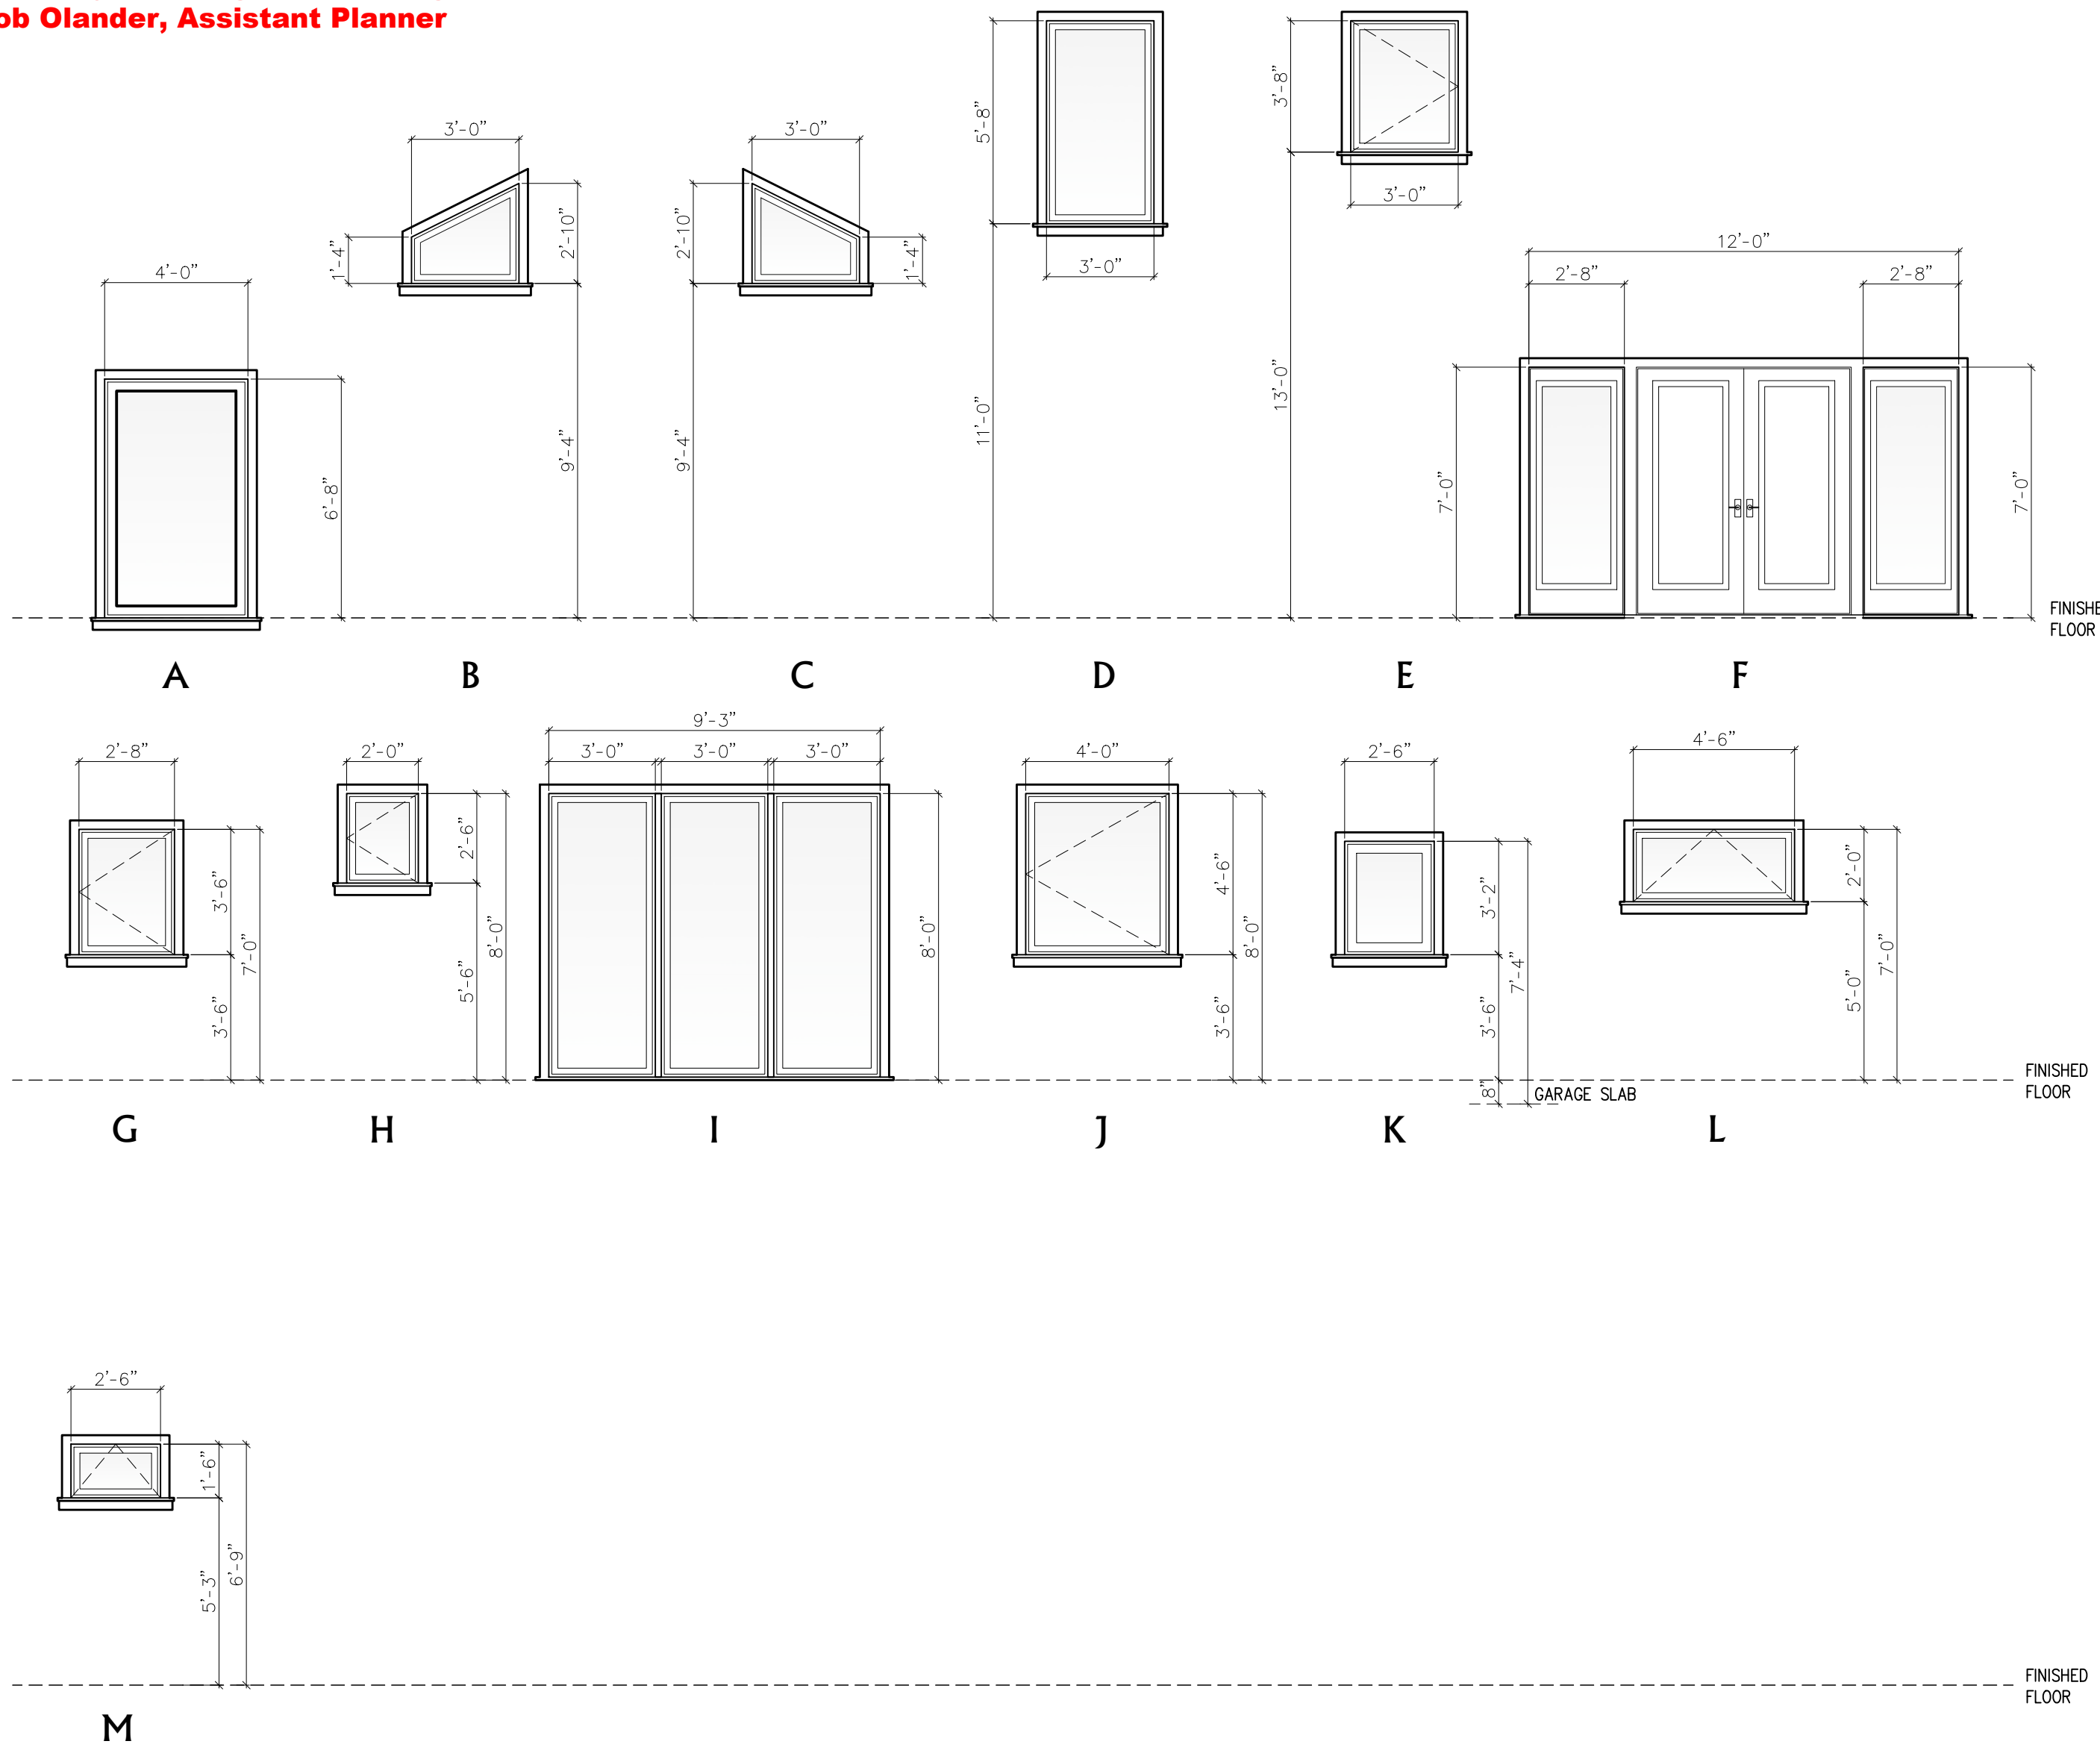 ob Olander, Assistant Planner
3'-0"
3'-0"
5'-8"
3'-8"
3'-0"
1'-4"
2'-10"
2'-10"
1'-4"
3'-0"
12'-0"
2'-8"
2'-8"
4'-0"
6'-8"
9'-4"
9'-4"
11'-0"
13'-0"
7'-0"
7'-0"
FINISHE
FLOOR
A
B
C
D
E
F
9'-3"
2'-8"
2'-0"
3'-0"
3'-0"
3'-0"
4'-0"
2'-6"
4'-6"
3'-6"
7'-0"
3'-6"
2'-6"
8'-0"
5'-6"
8'-0"
4'-6"
8'-0"
3'-6"
3'-2"
7'-4"
3'-6"
8"
GARAGE SLAB
2'-0"
7'-0"
5'-0"
FINISHED
FLOOR
G
H
I
J
K
L
2'-6"
1'-6"
6'-9"
5'-3"
FINISHED
FLOOR
M